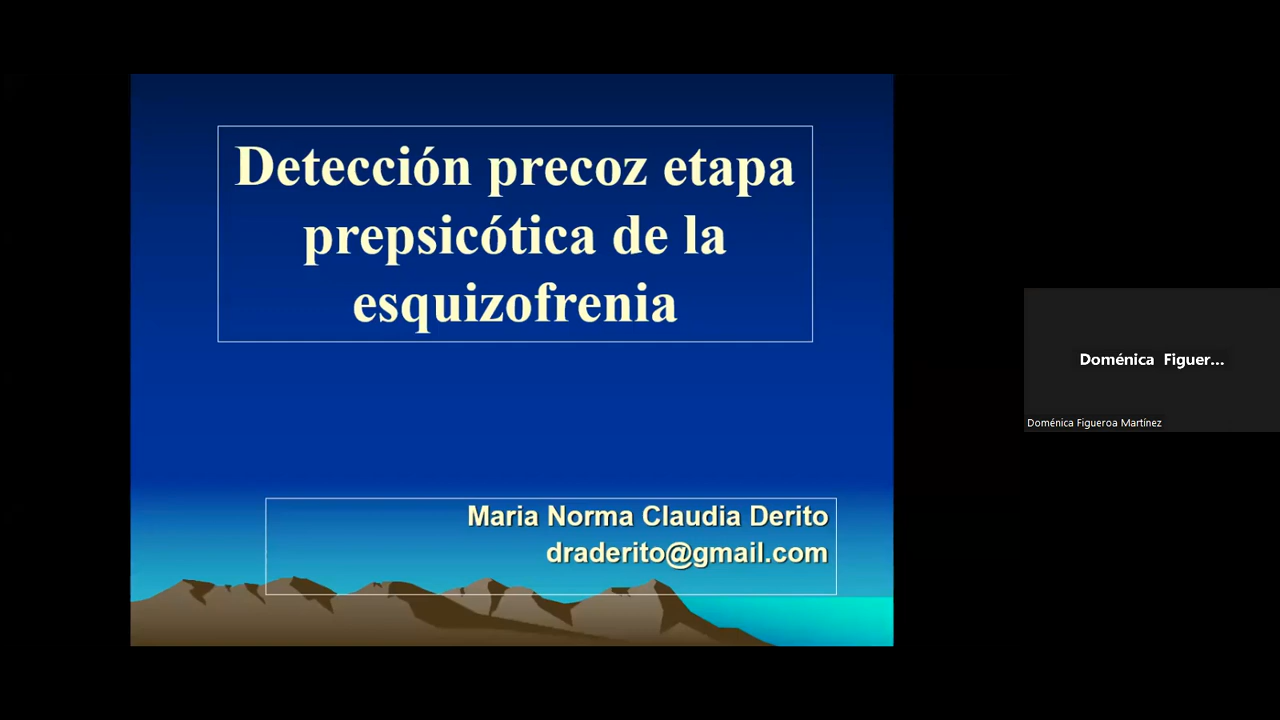 Detección precoz etapa
prepsicótica de la
esquizofrenia
Maria Norma Claudia Derito
draderito@gmail.com
Doménica Figuer...
Doménica Figueroa Martínez